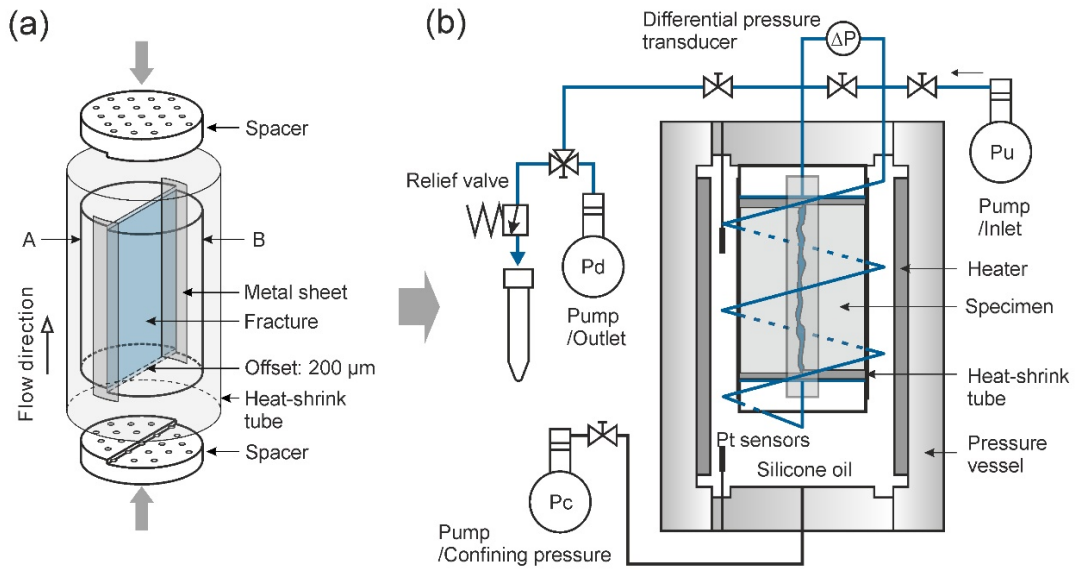 (a)
Spacer
A
B
Metal sheet
Fracture
Offset: 200 µm
Heat-shrink
tube
Spacer
Flow direction
(b)
Differential pressure
transducer
ΔP
Pu
Pump
/Inlet
Relief valve
Pd
Pump
/Outlet
Heater
Specimen
Heat-shrink
tube
Pressure
vessel
Pt sensors
Silicone oil
Pc
Pump
/Confining pressure